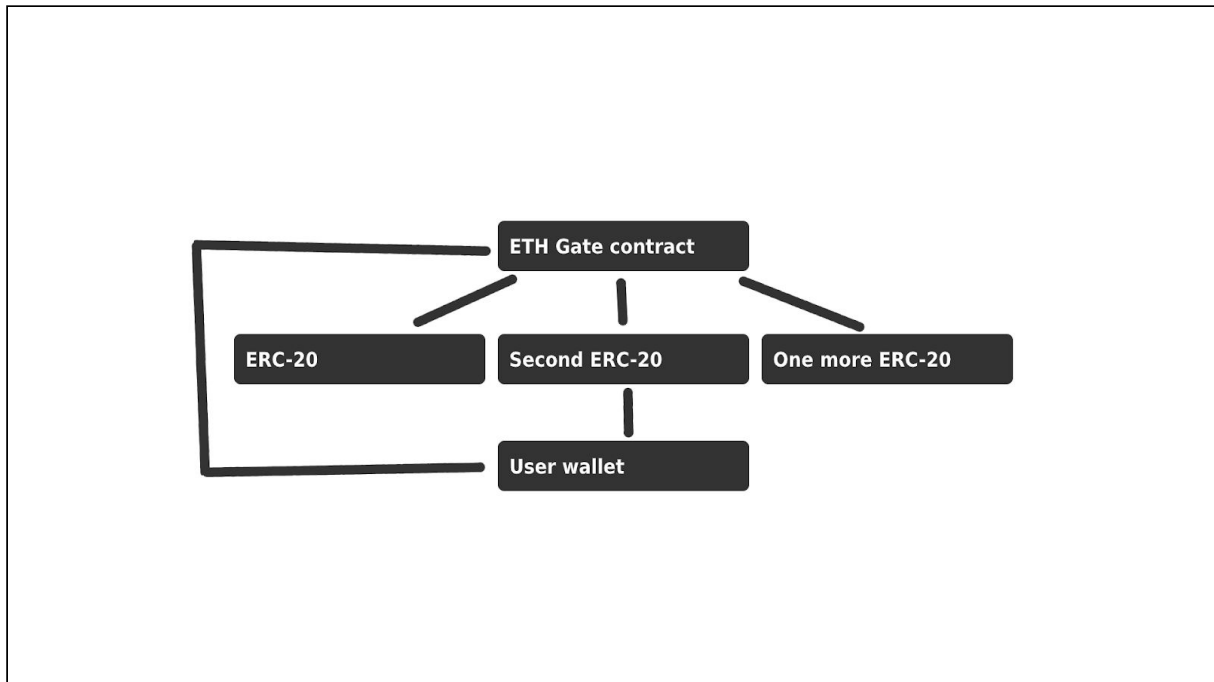 ETH Gate contract
ERC-20
Second ERC-20
One more ERC-20
User wallet